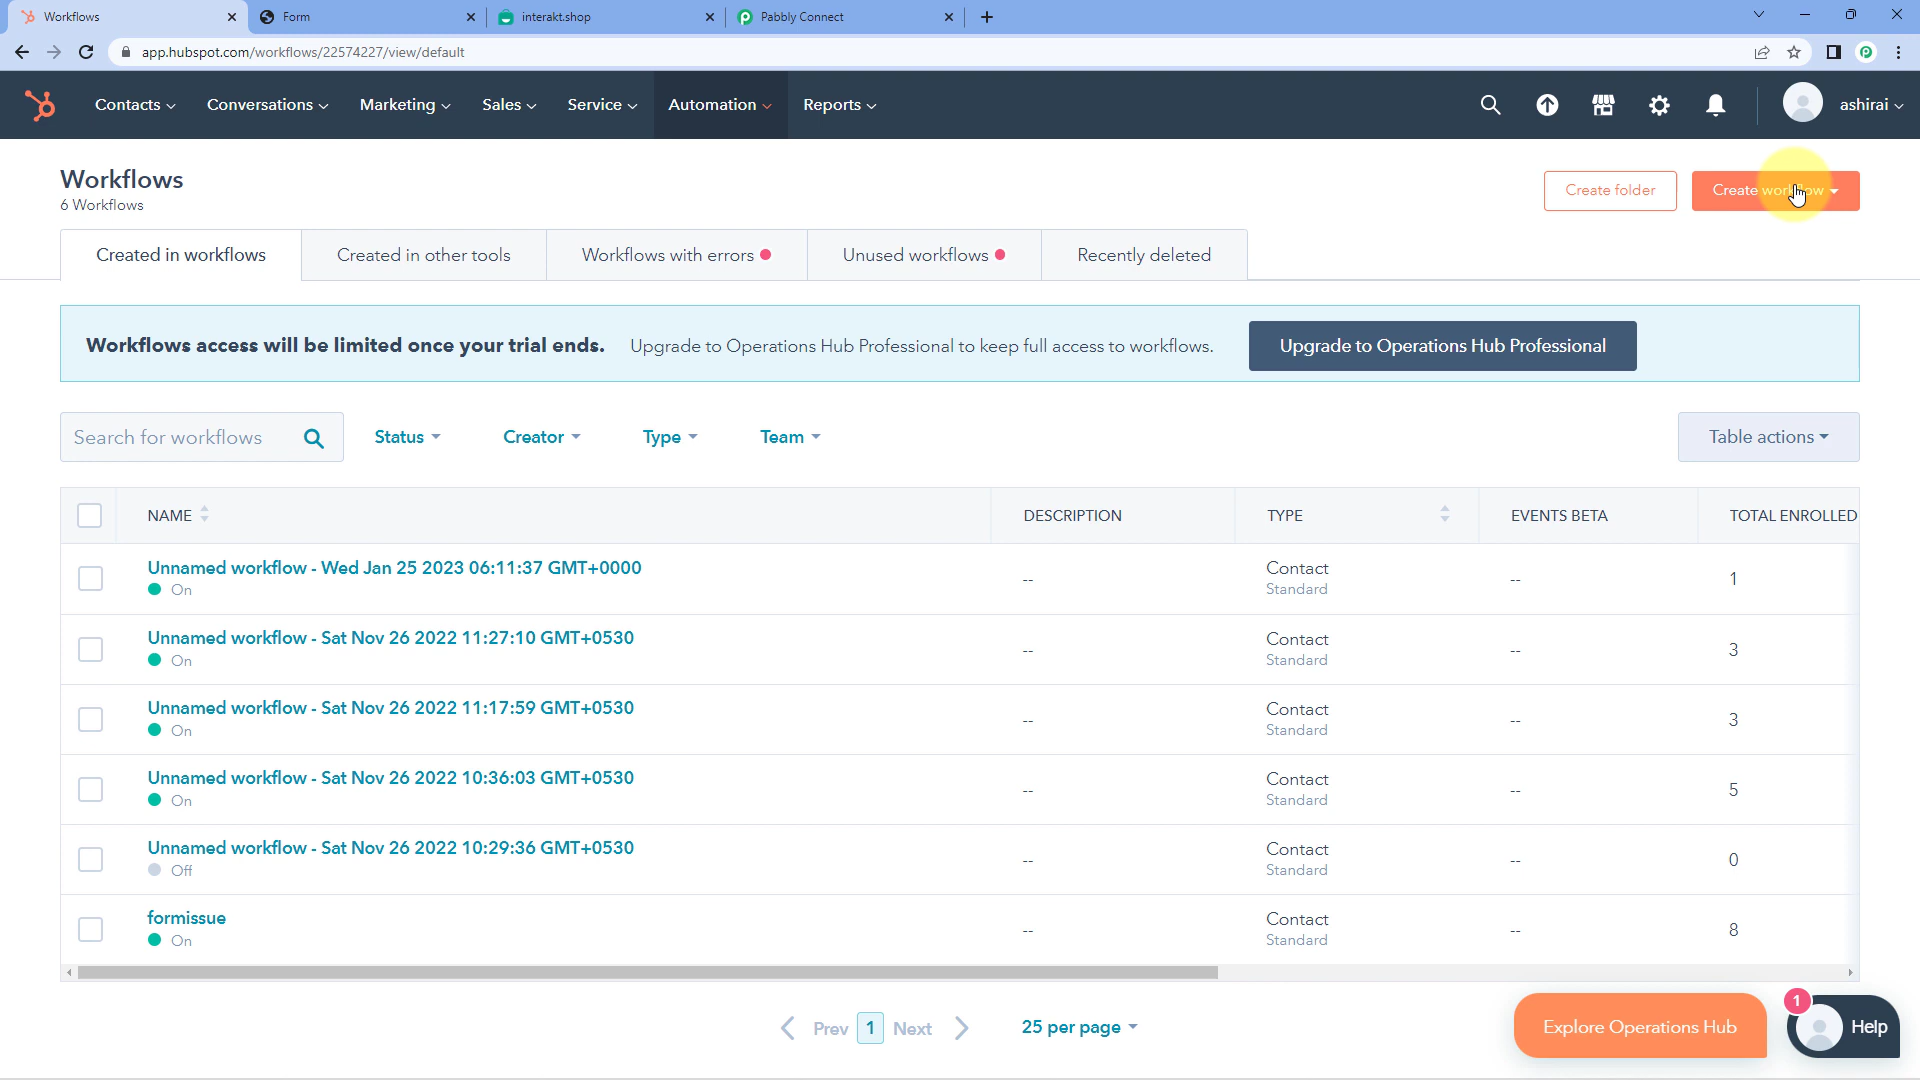 Workflows
Form
interakt.shop
Pabbly Connect
app.hubspot.com/workflows/22574227/view/default
Contacts
Conversations
Marketing
Sales
Service
Automation
Reports
ashirai
Workflows
6 Workflows
Create folder
Create workflow
Created in workflows
Created in other tools
Workflows with errors
Unused workflows
Recently deleted
Workflows access will be limited once your trial ends.
Upgrade to Operations Hub Professional to keep full access to workflows.
Upgrade to Operations Hub Professional
Search for workflows
Status
Creator
Type
Team
Table actions
NAME
DESCRIPTION
TYPE
EVENTS BETA
TOTAL ENROLLED
Unnamed workflow - Wed Jan 25 2023 06:11:37 GMT+0000
On
--
Contact
Standard
--
1
Unnamed workflow - Sat Nov 26 2022 11:27:10 GMT+0530
On
--
Contact
Standard
--
3
Unnamed workflow - Sat Nov 26 2022 11:17:59 GMT+0530
On
--
Contact
Standard
--
3
Unnamed workflow - Sat Nov 26 2022 10:36:03 GMT+0530
On
--
Contact
Standard
--
5
Unnamed workflow - Sat Nov 26 2022 10:29:36 GMT+0530
Off
--
Contact
Standard
--
0
formissue
On
--
Contact
Standard
--
8
Prev
1
Next
25 per page
Explore Operations Hub
1
Help